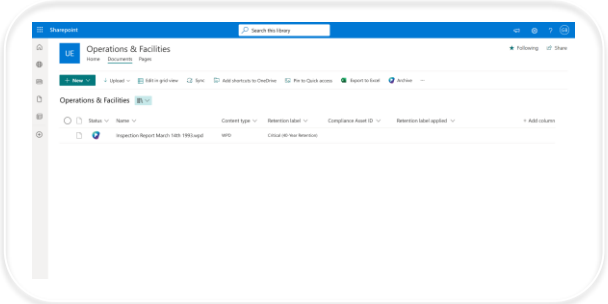 Sharepoint
Search this library
? GR
UE
Operations & Facilities
Home Documents Pages
Following Share
+ New Upload Edit in grid view Sync Add shortcuts to OneDrive Pin to Quick access Export to Excel Archive ...
Operations & Facilities
Status Name Content type Retention label Compliance Asset ID Retention label applied + Add column
Inspection Report March 14th 1993.wpd WPD Critical (40-Year Retention)